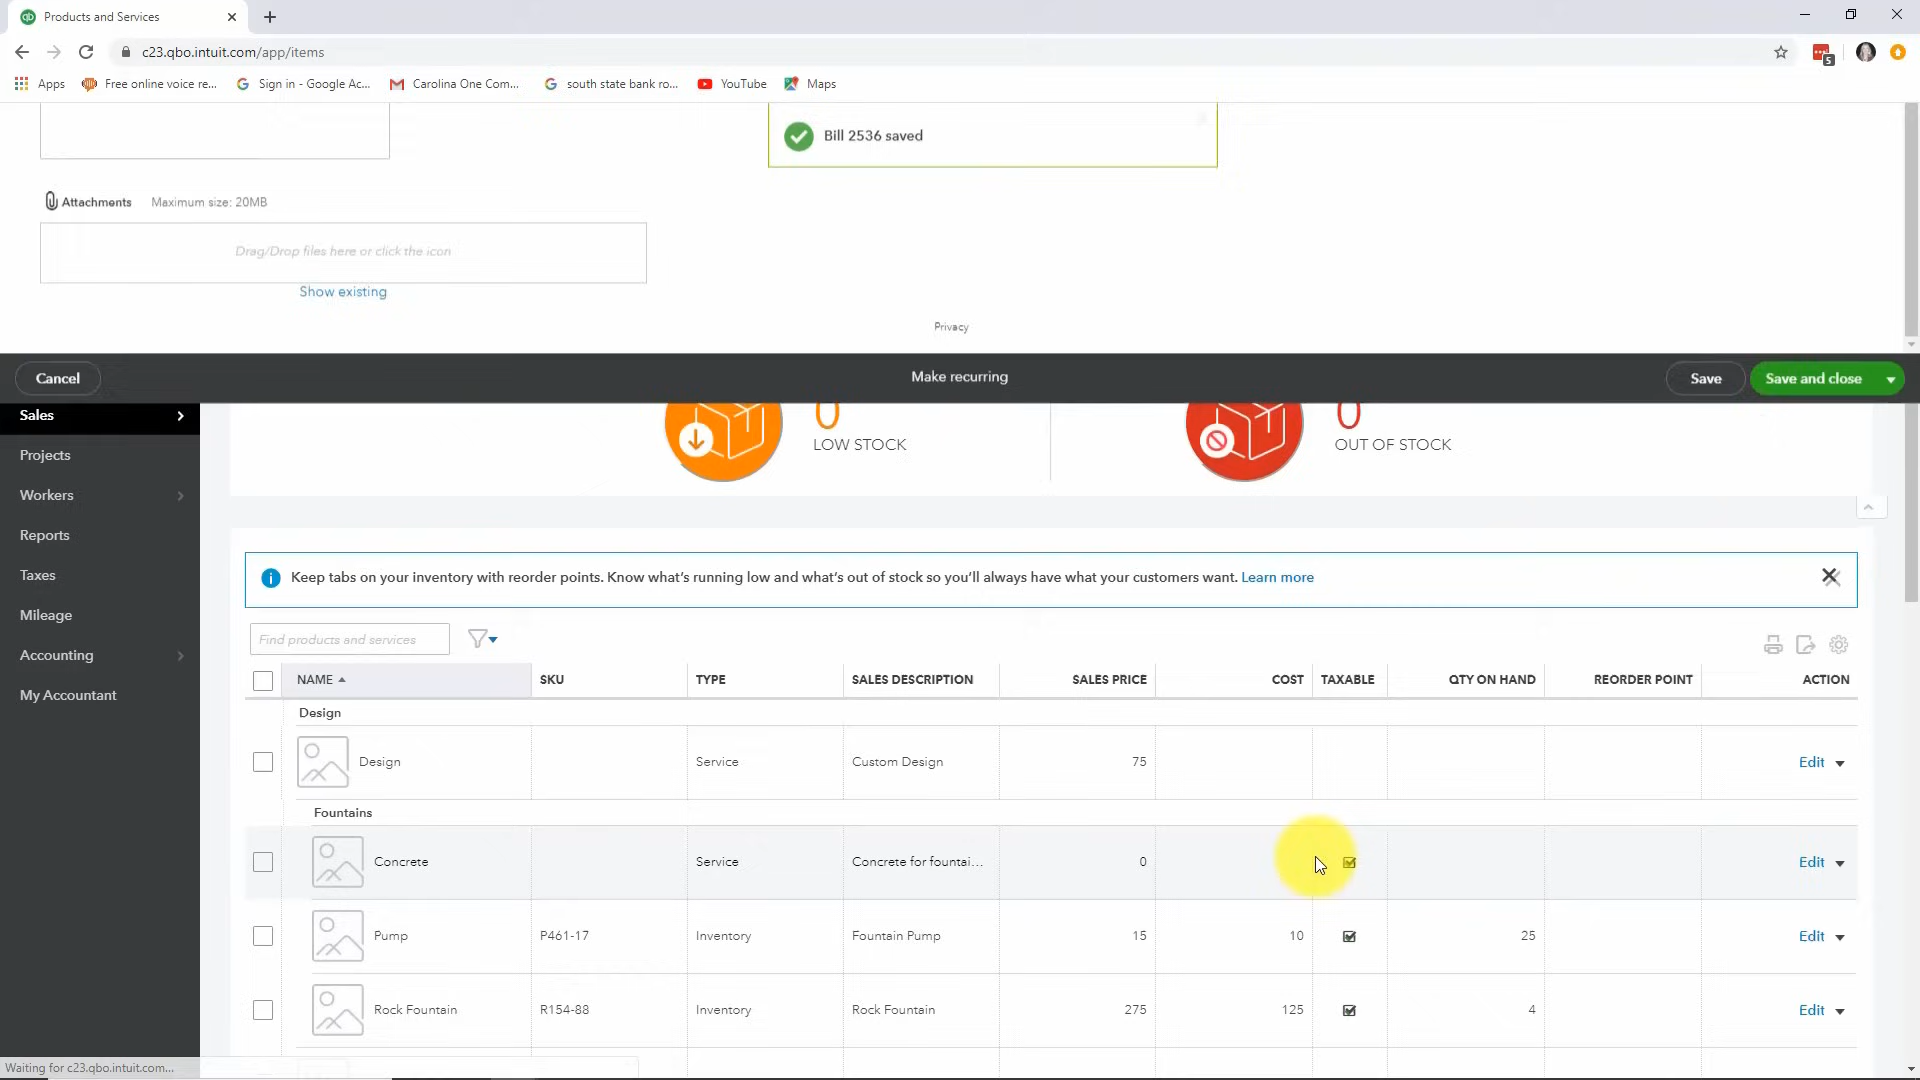 Products and Services
c23.qbo.intuit.com/app/items
5
Apps
Free online voice re...
Sign in - Google Ac...
Carolina One Com...
south state bank ro...
YouTube
Maps
Bill 2536 saved
Attachments Maximum size: 20MB
Drag/Drop files here or click the icon
Show existing
Privacy
Cancel
Make recurring
Save
Save and close
Sales
Projects
Workers
Reports
Taxes
Mileage
Accounting
My Accountant
0
LOW STOCK
0
OUT OF STOCK
Keep tabs on your inventory with reorder points. Know what's running low and what's out of stock so you'll always have what your customers want. Learn more
Find products and services
NAME SKU TYPE SALES DESCRIPTION SALES PRICE COST TAXABLE QTY ON HAND REORDER POINT ACTION
Design
Design Service Custom Design 75 Edit
Fountains
Concrete Service Concrete for fountai... 0 Edit
Pump P461-17 Inventory Fountain Pump 15 10 25 Edit
Rock Fountain R154-88 Inventory Rock Fountain 275 125 4 Edit
Waiting for c23.qbo.intuit.com...